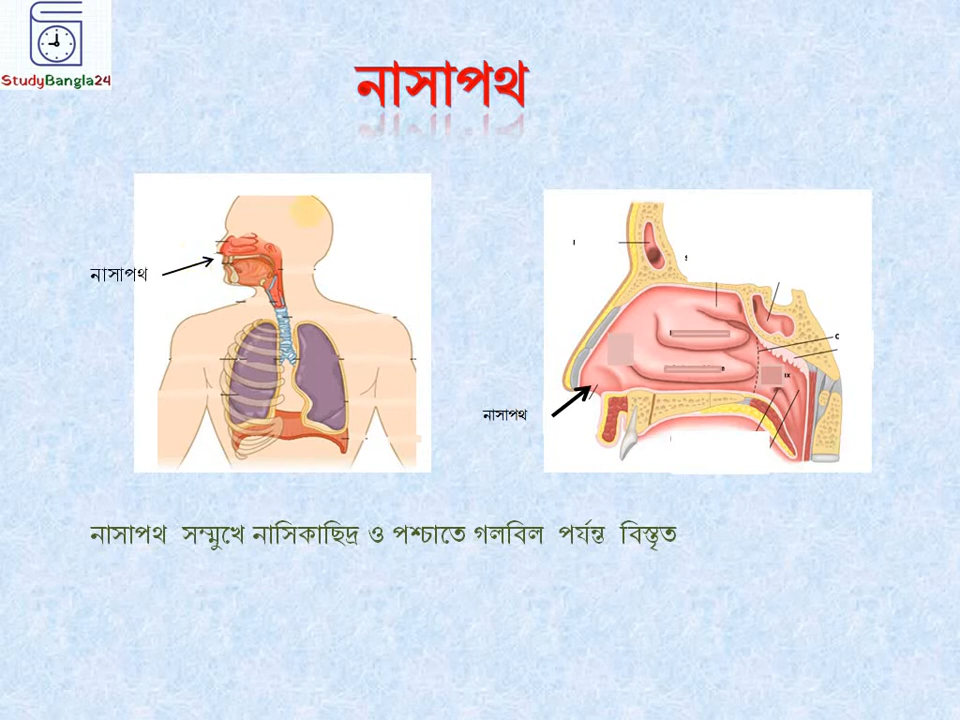 StudyBangla24
নাসাপথ
নাসাপথ
নাসাপথ
নাসাপথ সম্মুখে নাসিকাছিদ্র ও পশ্চাতে গলবিল পর্যন্ত বিস্তৃত